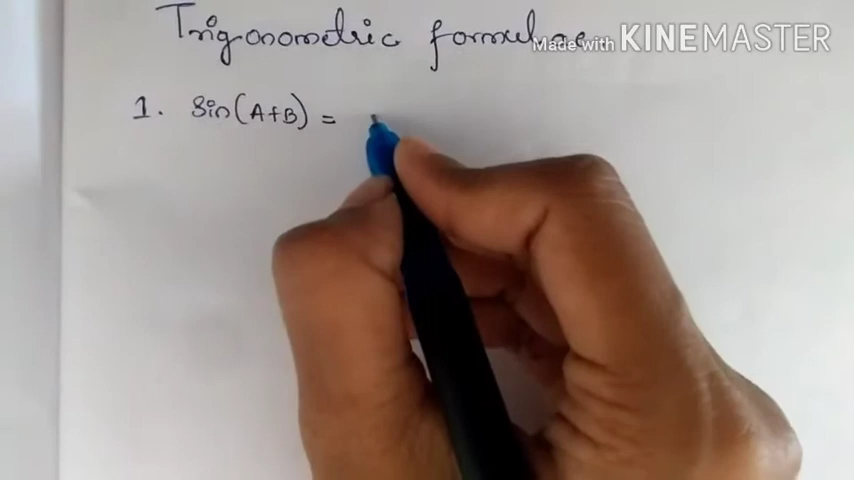 Trigonometric formulae
Made with KINEMASTER
1. Sin(A+B) =